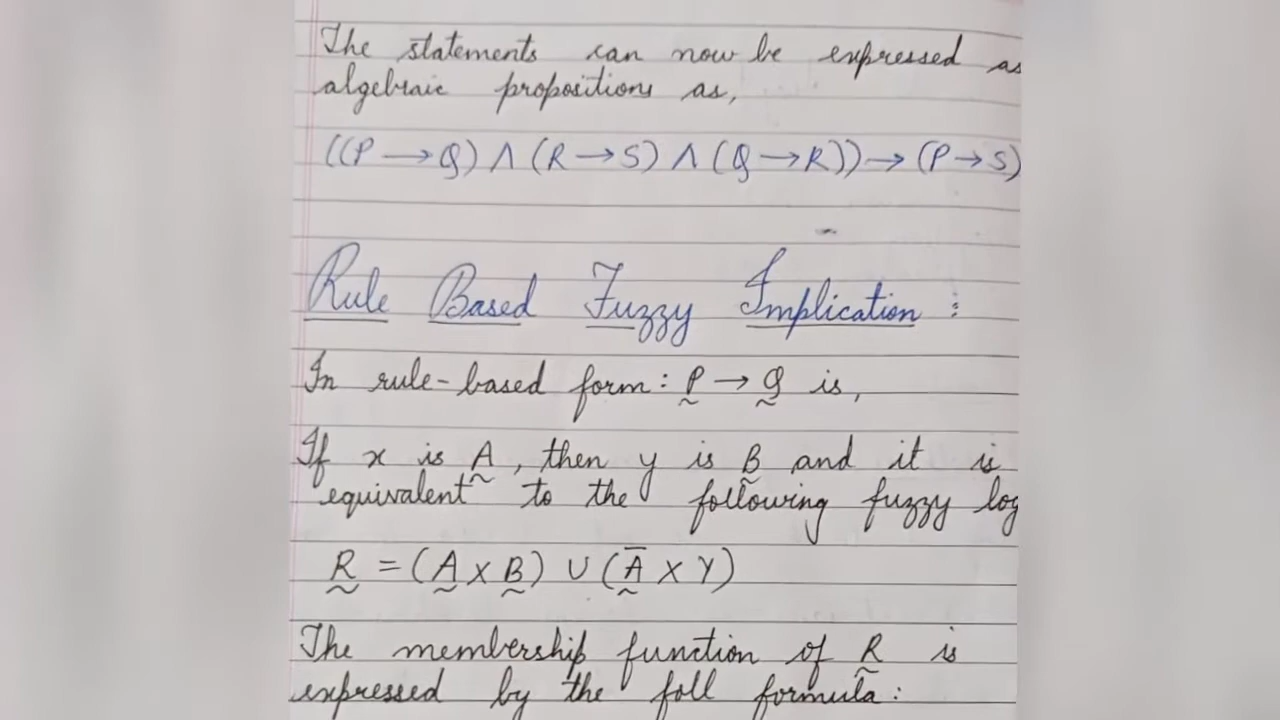 The statements can now be expressed as
algebraic propositions as,
((P → Q) ∧ (R → S) ∧ (Q → R)) → (P → S)
Rule Based Fuzzy Implication :
In rule-based form : P̰ → Q̰ is,
If x is A̰, then y is B̰ and it is
equivalent to the following fuzzy log
R̰ = (A̰ × B̰) ∪ (Ā̰ × Y)
The membership function of R̰ is
expressed by the foll formula :